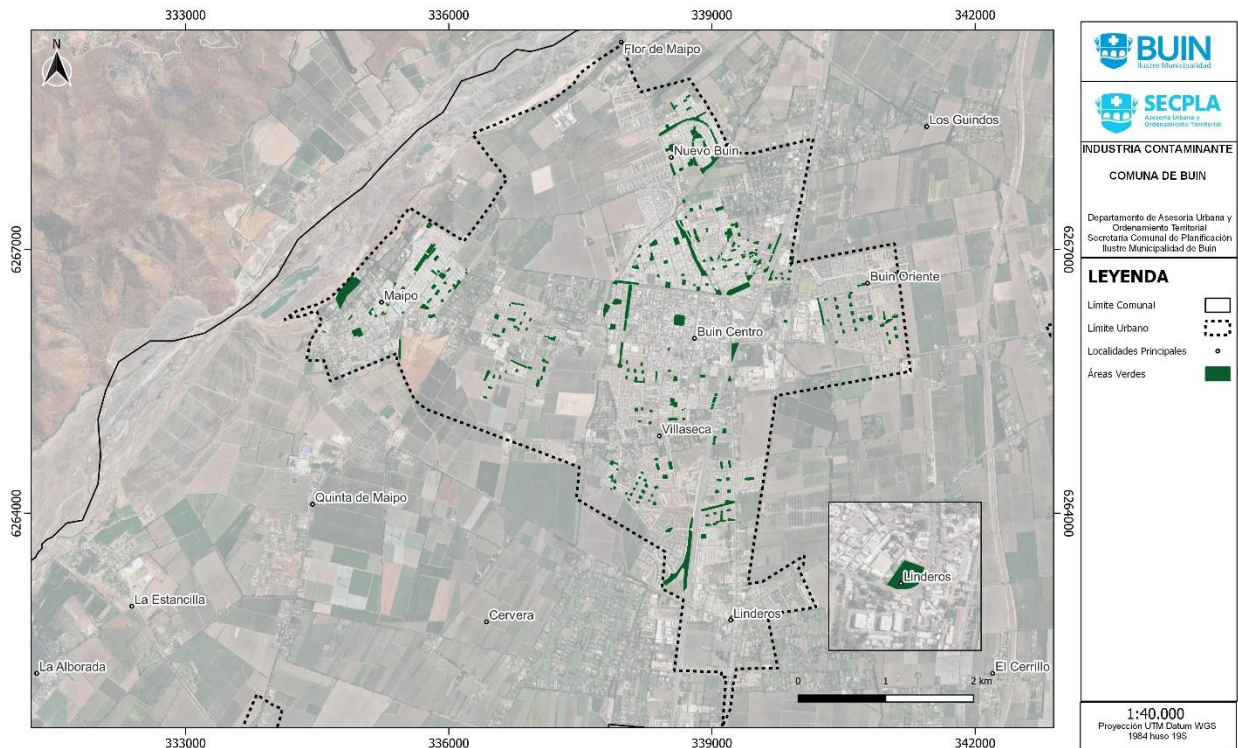 333000
336000
339000
342000
N
Flor de Maipo
Los Guindos
Nuevo Buin
6267000
6267000
Buin Oriente
Maipo
Buin Centro
Villaseca
Quinta de Maipo
6264000
6264000
Linderos
La Estancilla
Cervera
Linderos
La Alborada
El Cerrillo
0
1
2 km
333000
336000
339000
342000
BUIN
Ilustre Municipalidad
SECPLA
Asesoría Urbana y
Ordenamiento Territorial
INDUSTRIA CONTAMINANTE
COMUNA DE BUIN
Departamento de Asesoría Urbana y
Ordenamiento Territorial
Secretaria Comunal de Planificación
Ilustre Municipalidad de Buin
LEYENDA
Límite Comunal
Límite Urbano
Localidades Principales
Áreas Verdes
1:40.000
Proyección UTM Datum WGS
1984 huso 19S